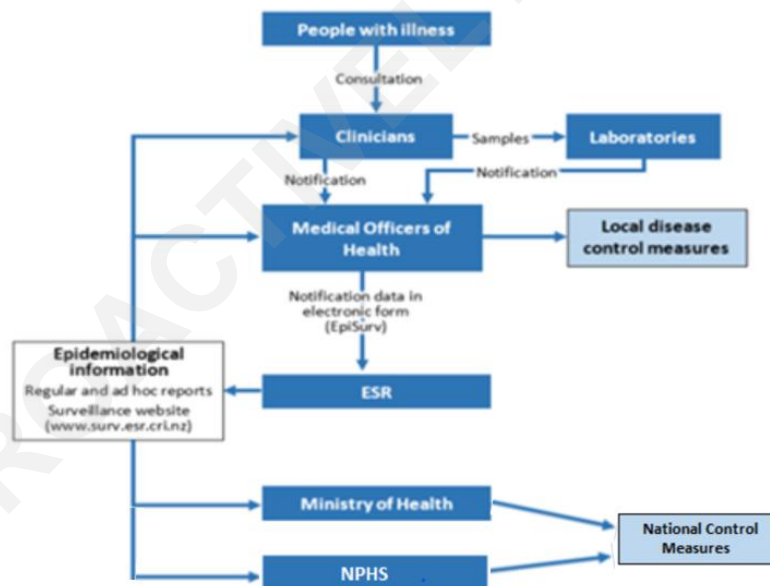 People with illness
Consultation
Clinicians
Samples
Laboratories
Notification
Notification
Medical Officers of
Health
Local disease
control measures
Notification data in
electronic form
(EpiSurv)
Epidemiological
information
Regular and ad hoc reports
Surveillance website
(www.surv.esr.cri.nz)
ESR
Ministry of Health
National Control
Measures
NPHS
ROACTIVEL